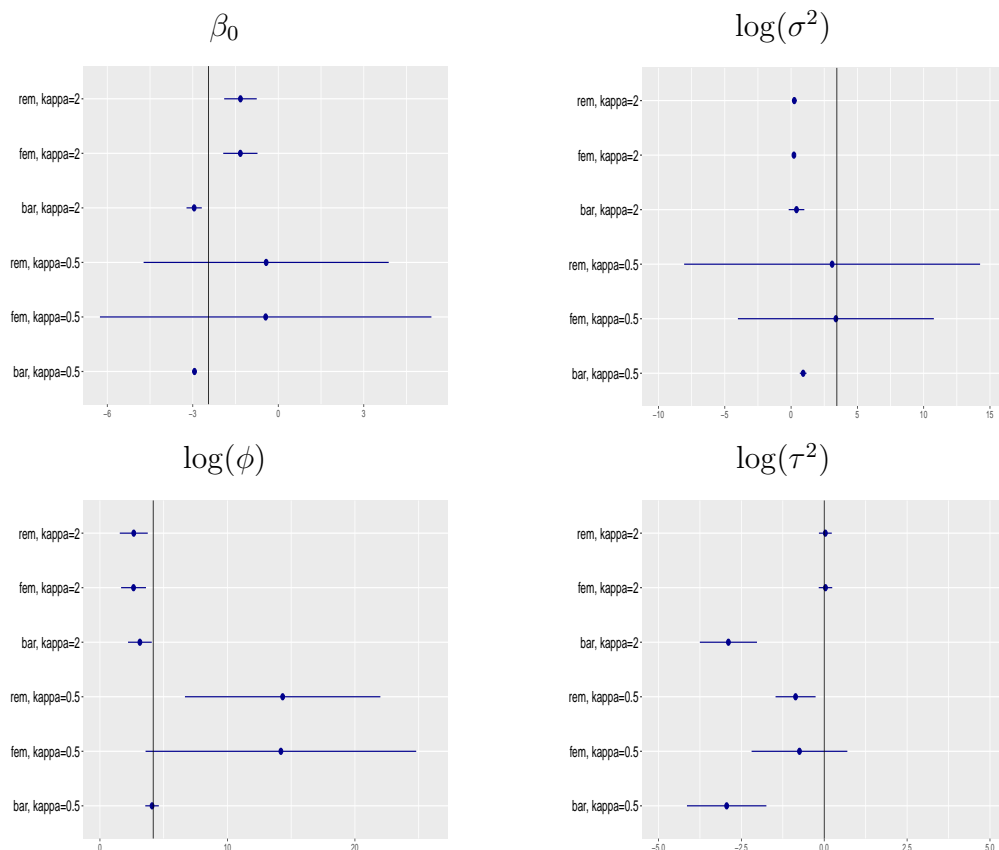 β₀
rem, kappa=2
fem, kappa=2
bar, kappa=2
rem, kappa=0.5
fem, kappa=0.5
bar, kappa=0.5
−6 −3 0 3
log(σ²)
rem, kappa=2
fem, kappa=2
bar, kappa=2
rem, kappa=0.5
fem, kappa=0.5
bar, kappa=0.5
−10 −5 0 5 10 15
log(ϕ)
rem, kappa=2
fem, kappa=2
bar, kappa=2
rem, kappa=0.5
fem, kappa=0.5
bar, kappa=0.5
0 10 20
log(τ²)
rem, kappa=2
fem, kappa=2
bar, kappa=2
rem, kappa=0.5
fem, kappa=0.5
bar, kappa=0.5
−5.0 −2.5 0.0 2.5 5.0